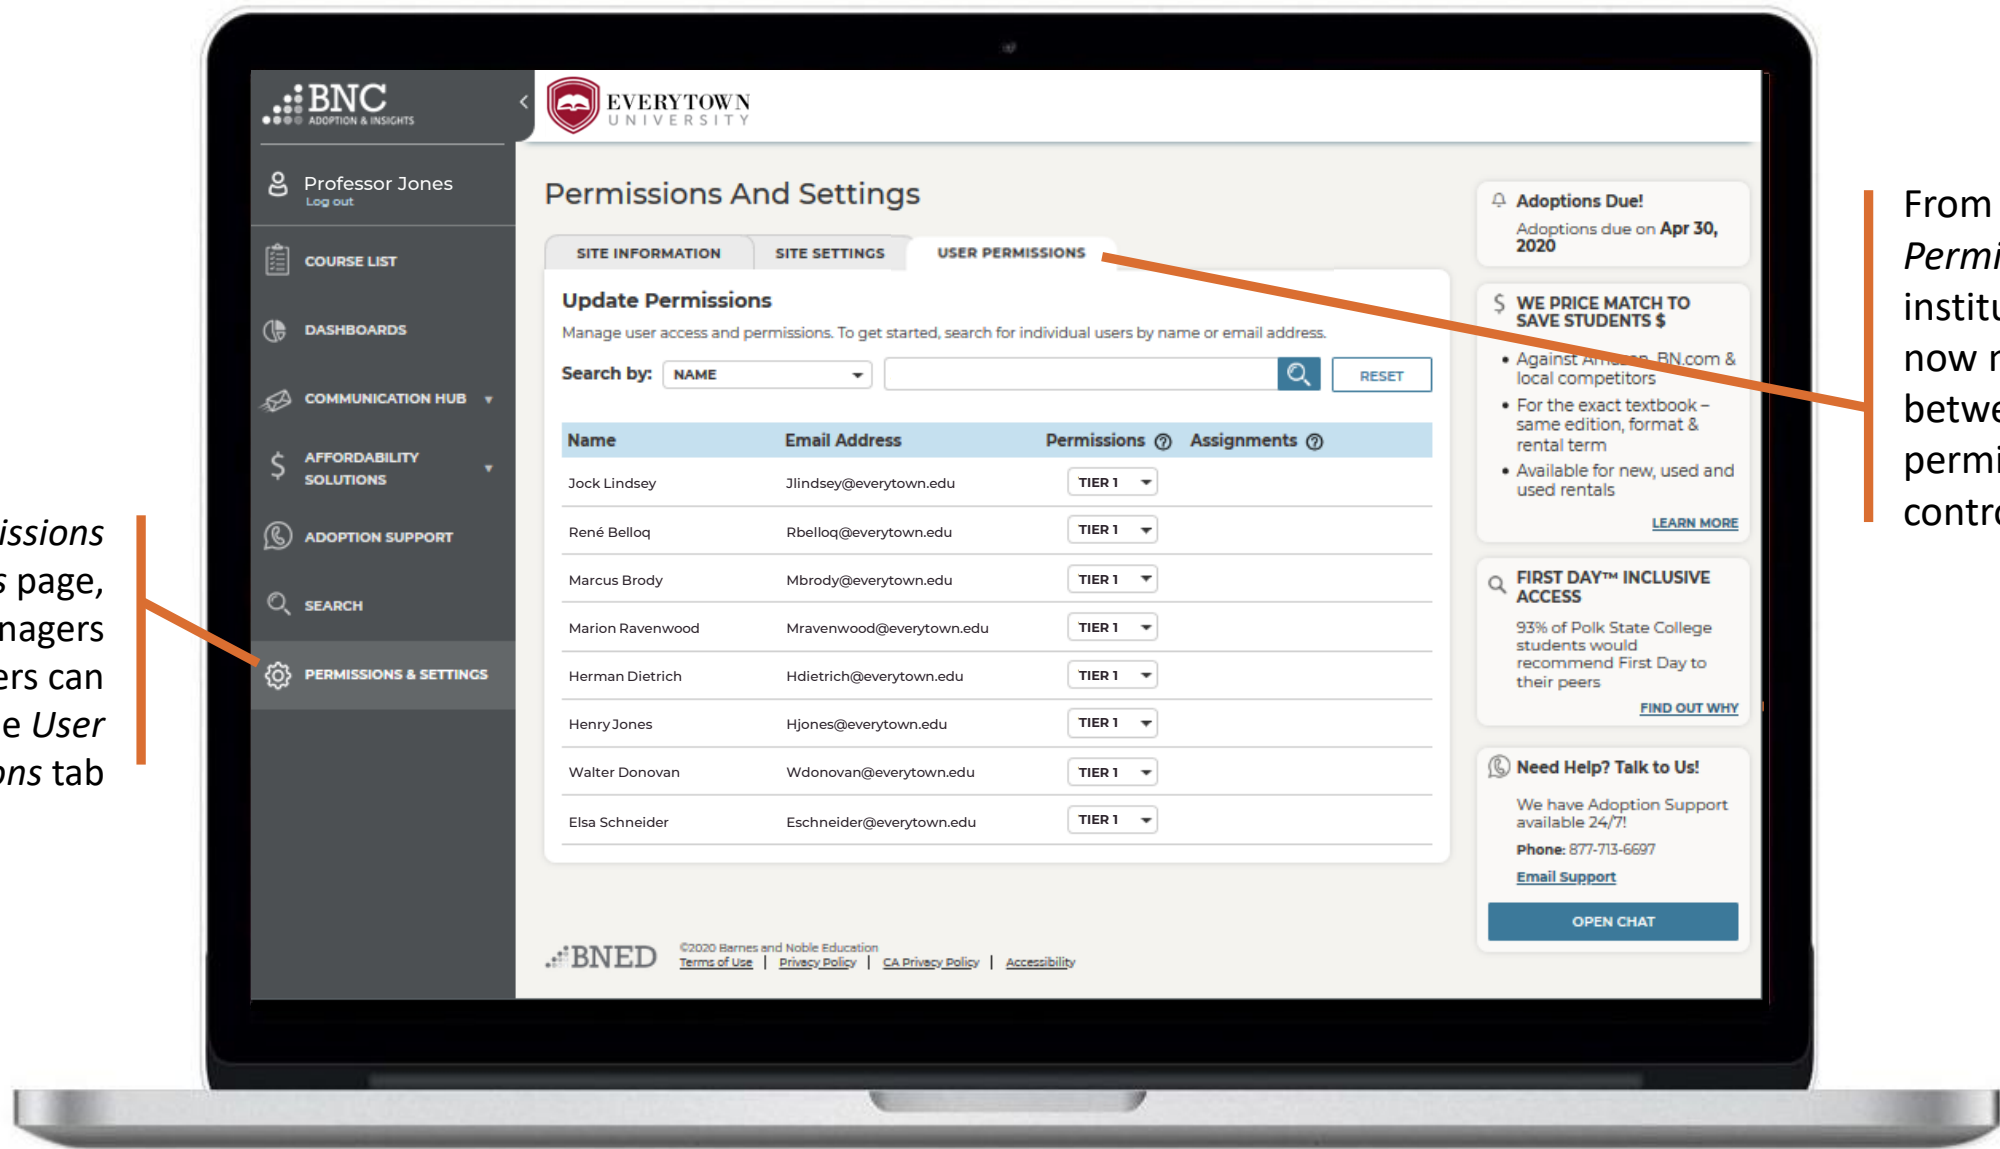 issions
s page,
nagers
ers can
e User
ons tab
BNC
ADOPTION & INSIGHTS
Professor Jones
Log out
COURSE LIST
DASHBOARDS
COMMUNICATION HUB
AFFORDABILITY
SOLUTIONS
ADOPTION SUPPORT
SEARCH
PERMISSIONS & SETTINGS
EVERYTOWN
UNIVERSITY
Permissions And Settings
SITE INFORMATION SITE SETTINGS USER PERMISSIONS
Update Permissions
Manage user access and permissions. To get started, search for individual users by name or email address.
Search by: NAME RESET
Name Email Address Permissions ? Assignments ?
Jock Lindsey Jlindsey@everytown.edu TIER 1
René Belloq Rbelloq@everytown.edu TIER 1
Marcus Brody Mbrody@everytown.edu TIER 1
Marion Ravenwood Mravenwood@everytown.edu TIER 1
Herman Dietrich Hdietrich@everytown.edu TIER 1
Henry Jones Hjones@everytown.edu TIER 1
Walter Donovan Wdonovan@everytown.edu TIER 1
Elsa Schneider Eschneider@everytown.edu TIER 1
BNED
©2020 Barnes and Noble Education
Terms of Use | Privacy Policy | CA Privacy Policy | Accessibility
Adoptions Due!
Adoptions due on Apr 30,
2020
$ WE PRICE MATCH TO
SAVE STUDENTS $
• Against Amazon, BN.com &
local competitors
• For the exact textbook –
same edition, format &
rental term
• Available for new, used and
used rentals
LEARN MORE
FIRST DAY™ INCLUSIVE
ACCESS
93% of Polk State College
students would
recommend First Day to
their peers
FIND OUT WHY
Need Help? Talk to Us!
We have Adoption Support
available 24/7!
Phone: 877-713-6697
Email Support
OPEN CHAT
From
Permi
institu
now
betwe
permi
contro